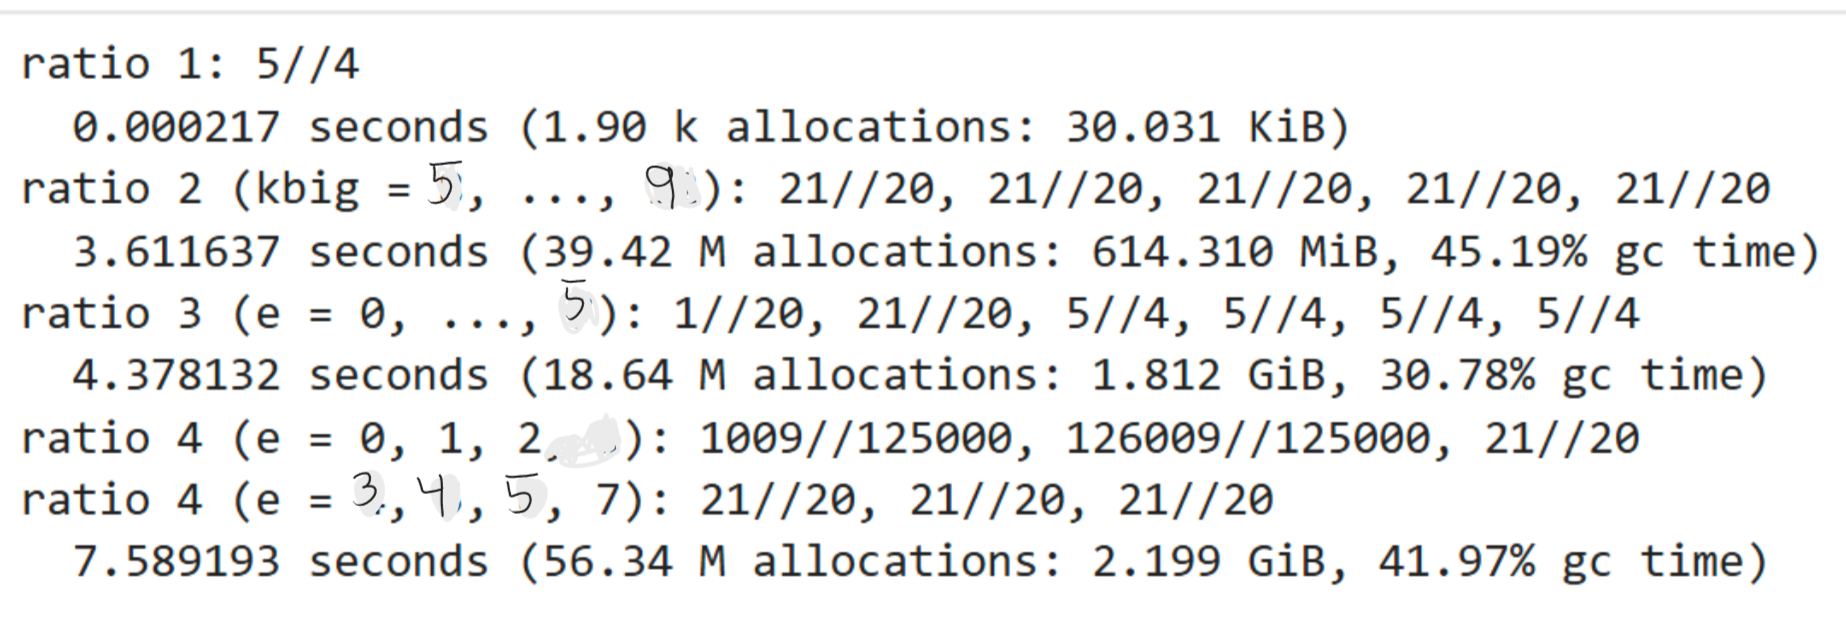 ratio 1: 5//4
0.000217 seconds (1.90 k allocations: 30.031 KiB)
ratio 2 (kbig = 5, ..., 9): 21//20, 21//20, 21//20, 21//20, 21//20
3.611637 seconds (39.42 M allocations: 614.310 MiB, 45.19% gc time)
ratio 3 (e = 0, ..., 5): 1//20, 21//20, 5//4, 5//4, 5//4, 5//4
4.378132 seconds (18.64 M allocations: 1.812 GiB, 30.78% gc time)
ratio 4 (e = 0, 1, 2, ): 1009//125000, 126009//125000, 21//20
ratio 4 (e = 3, 4, 5, 7): 21//20, 21//20, 21//20
7.589193 seconds (56.34 M allocations: 2.199 GiB, 41.97% gc time)